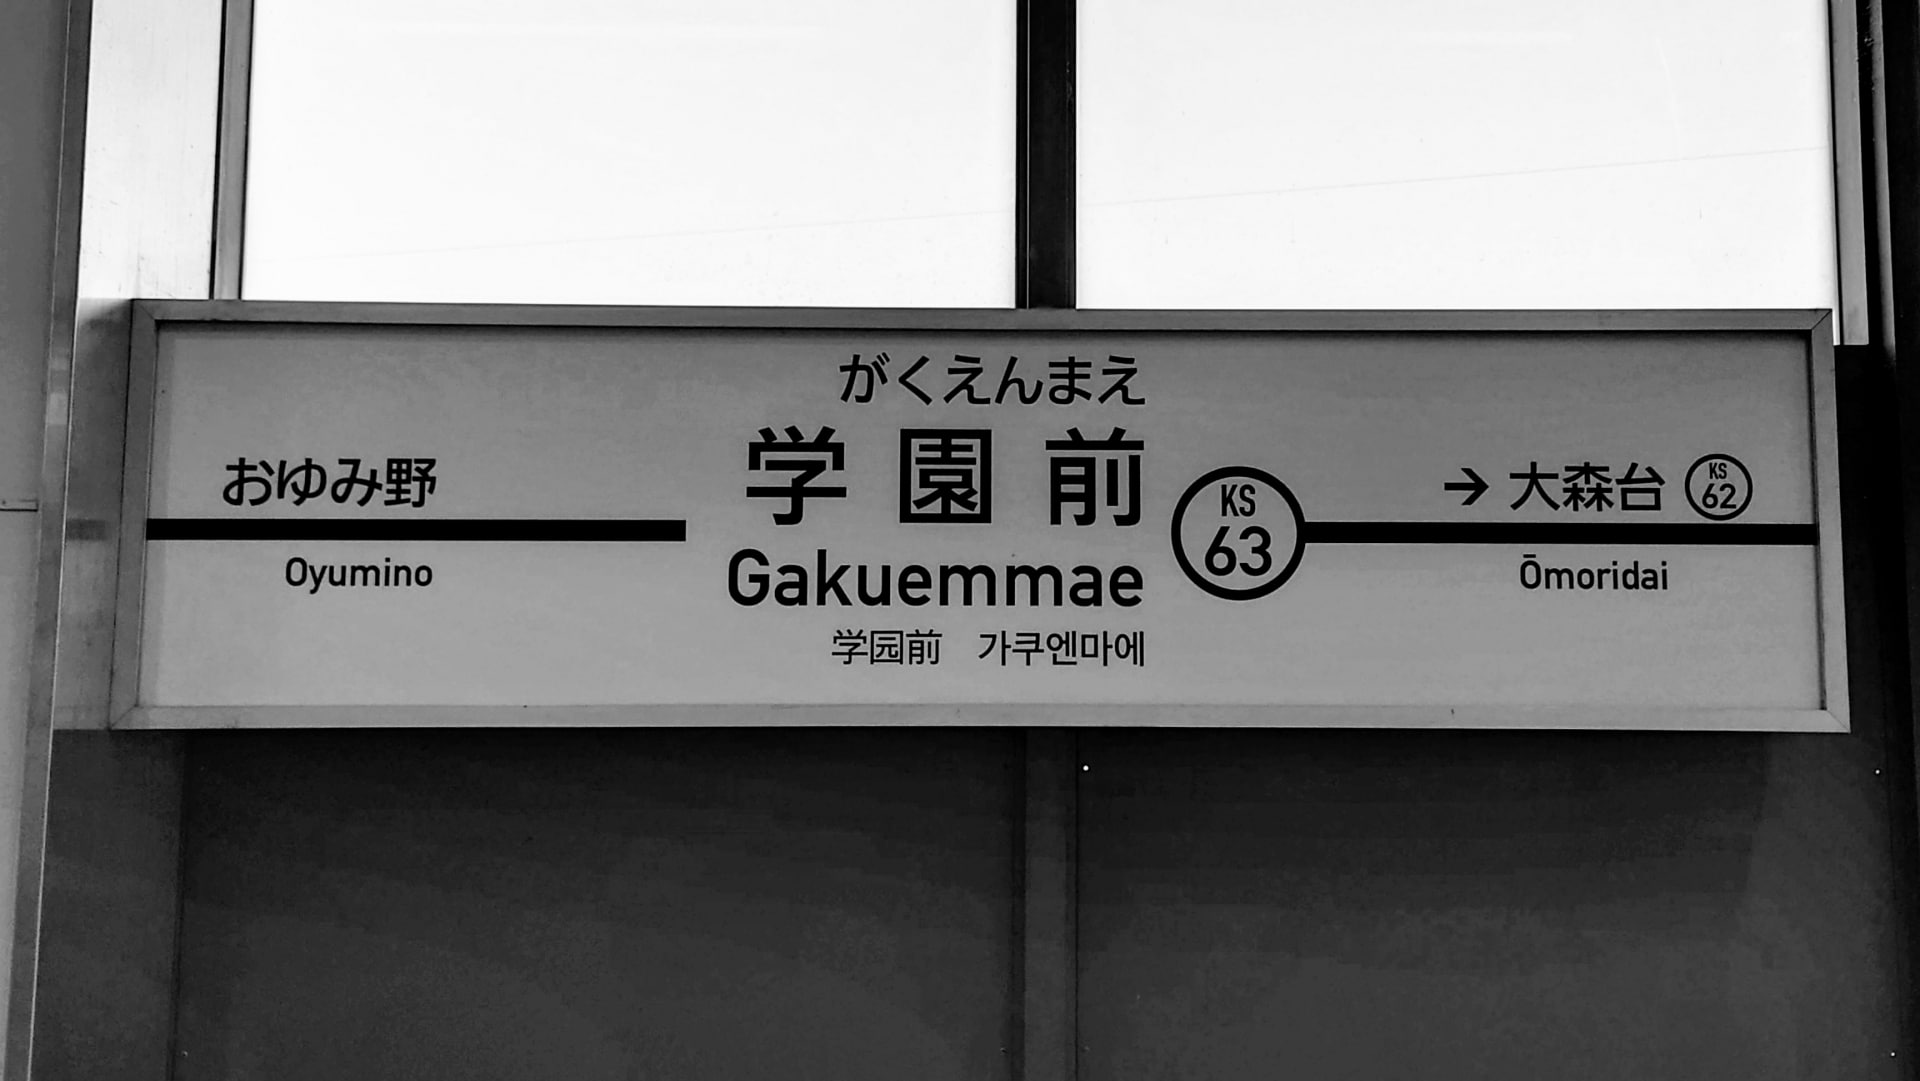 おゆみ野
Oyumino
がくえんまえ
学園前
Gakuemmae
学园前 가쿠엔마에
KS
63
→ 大森台 KS 62
Ōmoridai